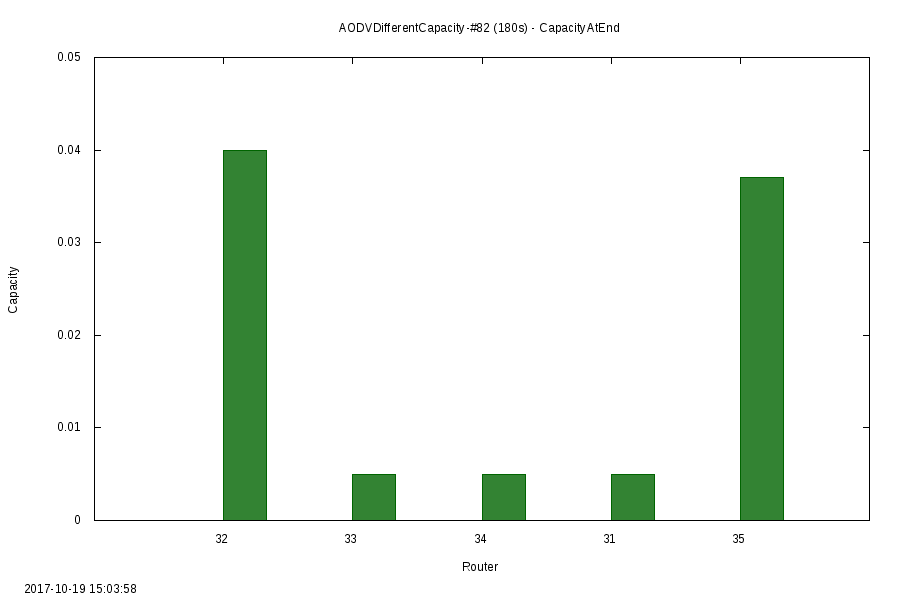 AODVDifferentCapacity-#82 (180s) - CapacityAtEnd
0.05
0.04
0.03
0.02
0.01
0
Capacity
32 33 34 31 35
Router
2017-10-19 15:03:58